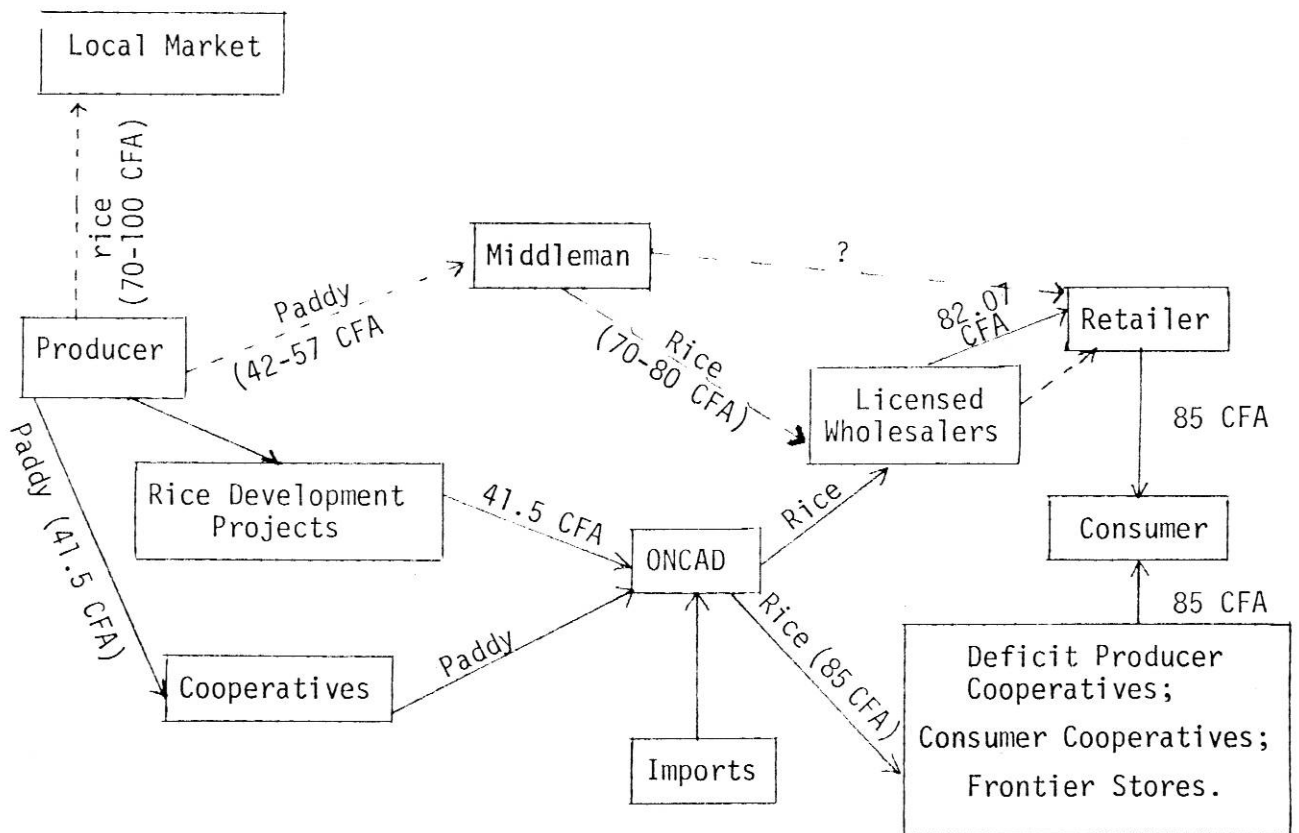 Local Market
rice
(70-100 CFA)
Middleman
?
Paddy
(42-57 CFA
Rice
(70-80 CFA)
82.07
CFA
Retailer
Producer
Licensed
Wholesalers
85 CFA
Paddy (41.5 CFA)
Rice Development
Projects
41.5 CFA
Rice
Consumer
ONCAD
85 CFA
Paddy
Rice (85 CFA)
Cooperatives
Deficit Producer
Cooperatives;
Consumer Cooperatives;
Frontier Stores.
Imports